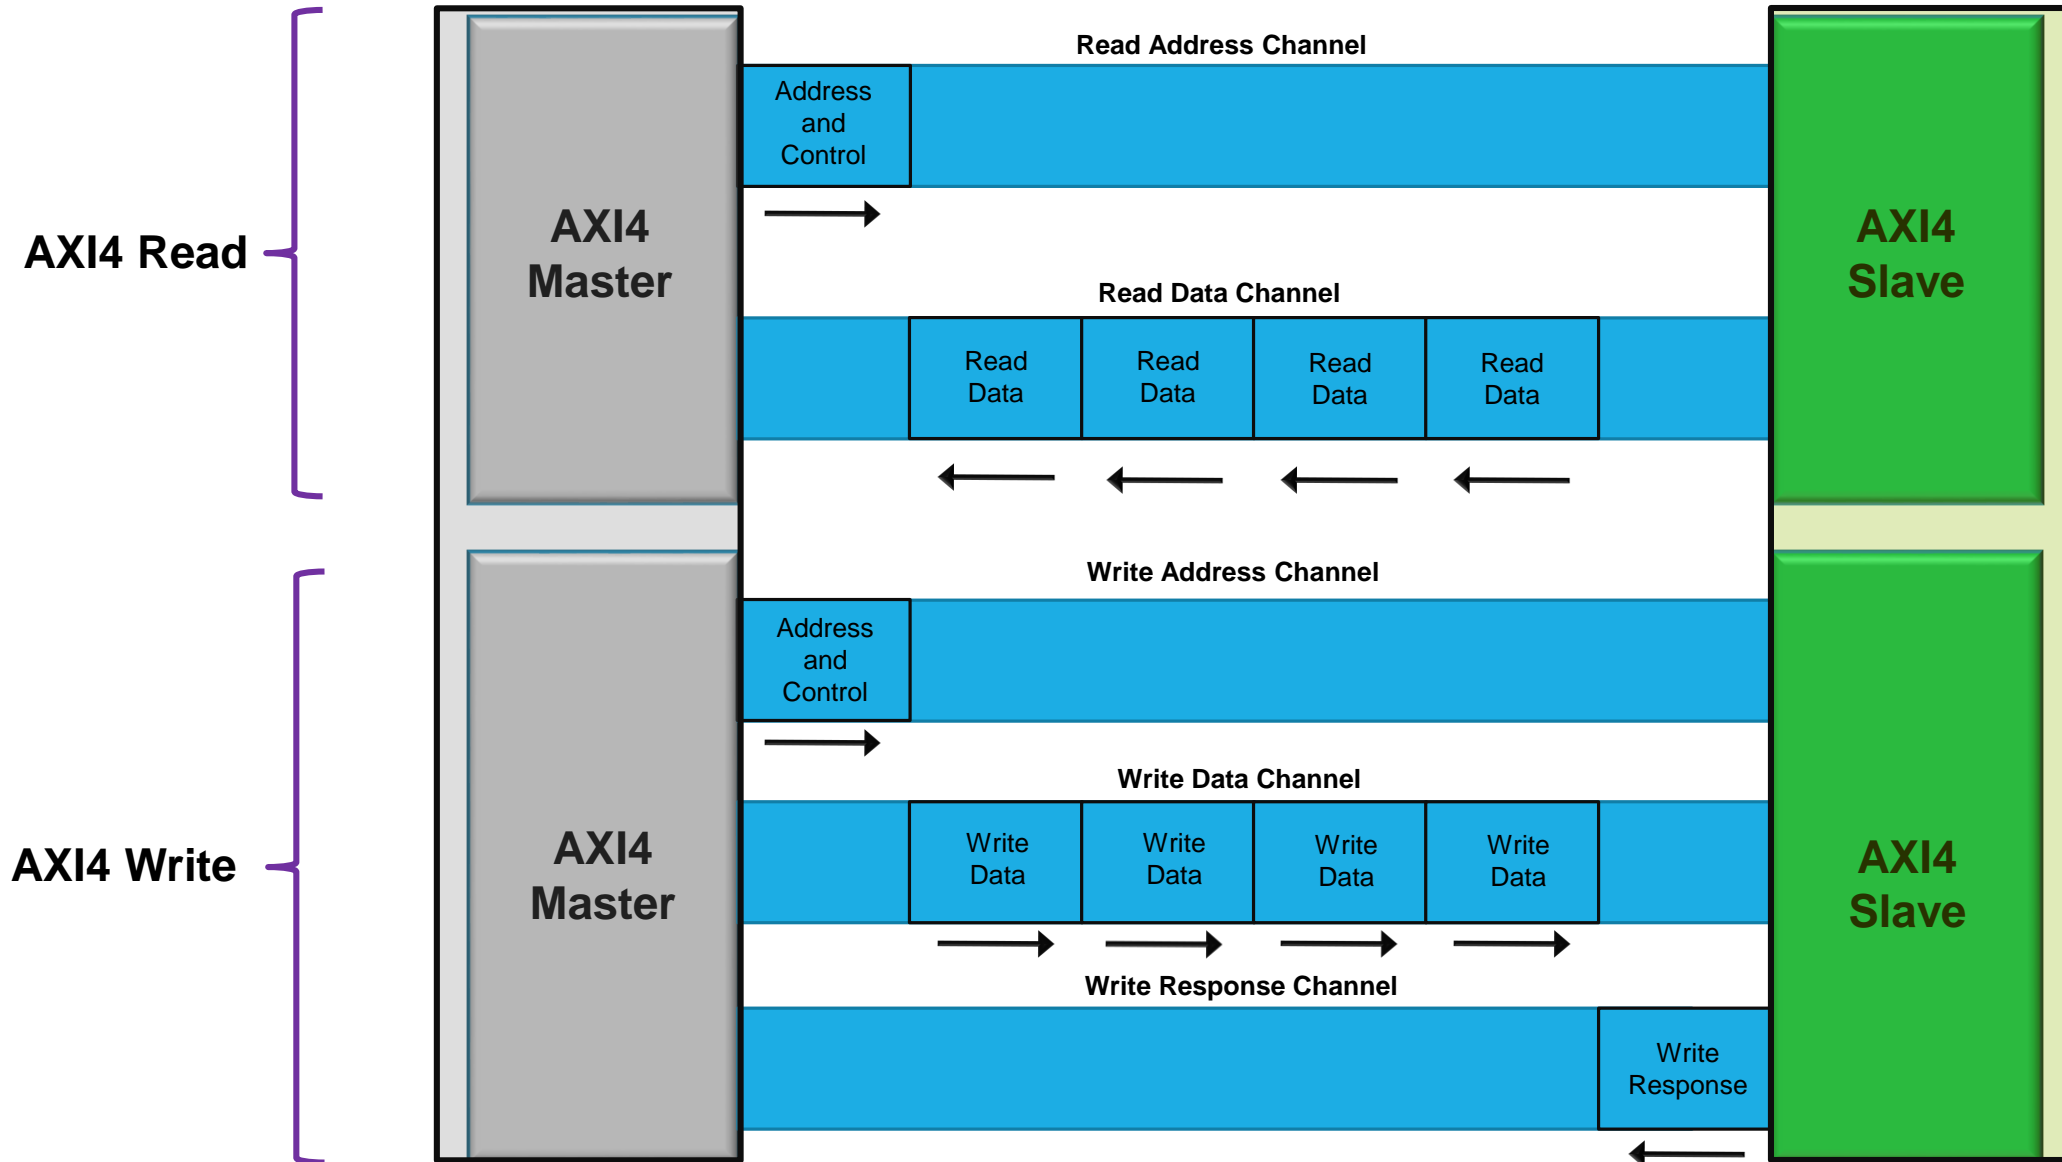 Read Address Channel
Address
and
Control
AXI4 Read
AXI4
Master
AXI4
Slave
Read Data Channel
Read
Data
Read
Data
Read
Data
Read
Data
Write Address Channel
Address
and
Control
Write Data Channel
AXI4 Write
AXI4
Master
Write
Data
Write
Data
Write
Data
Write
Data
AXI4
Slave
Write Response Channel
Write
Response